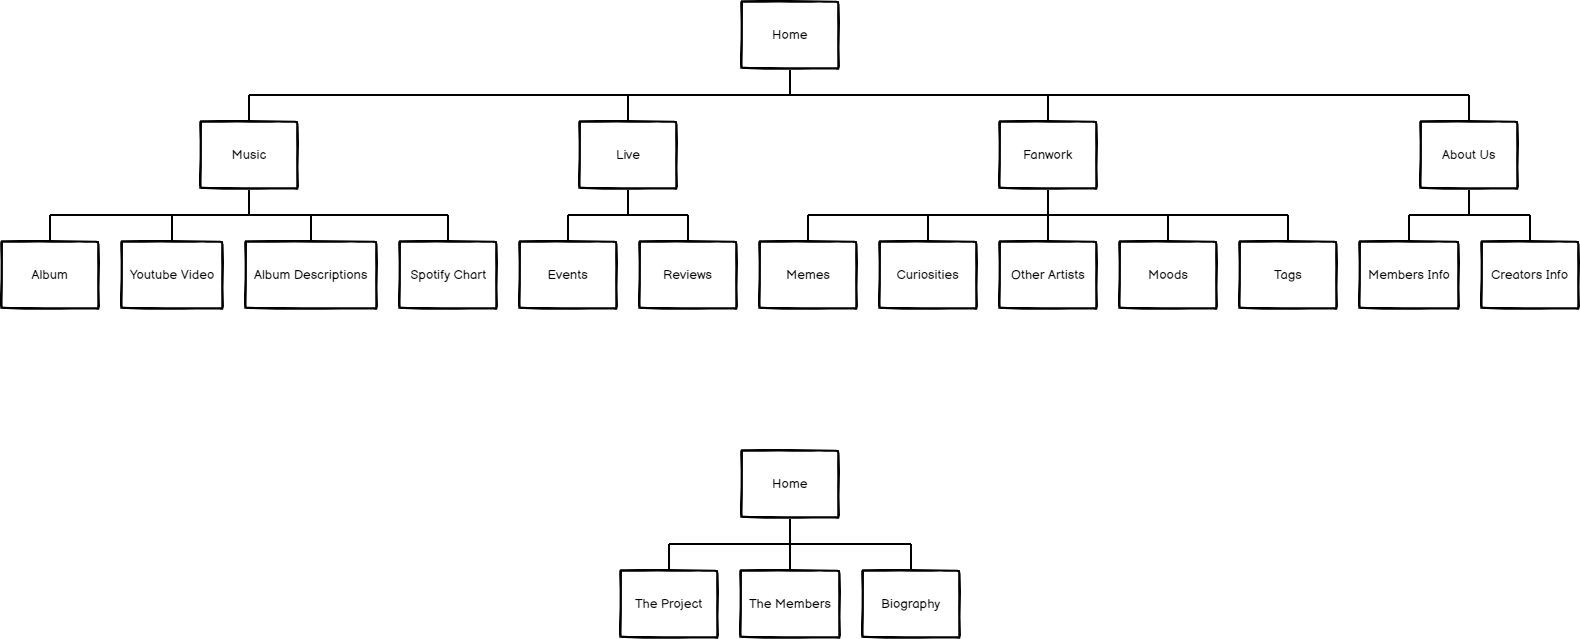 Home
Music
Live
Fanwork
About Us
Album
Youtube Video
Album Descriptions
Spotify Chart
Events
Reviews
Memes
Curiosities
Other Artists
Moods
Tags
Members Info
Creators Info
Home
The Project
The Members
Biography